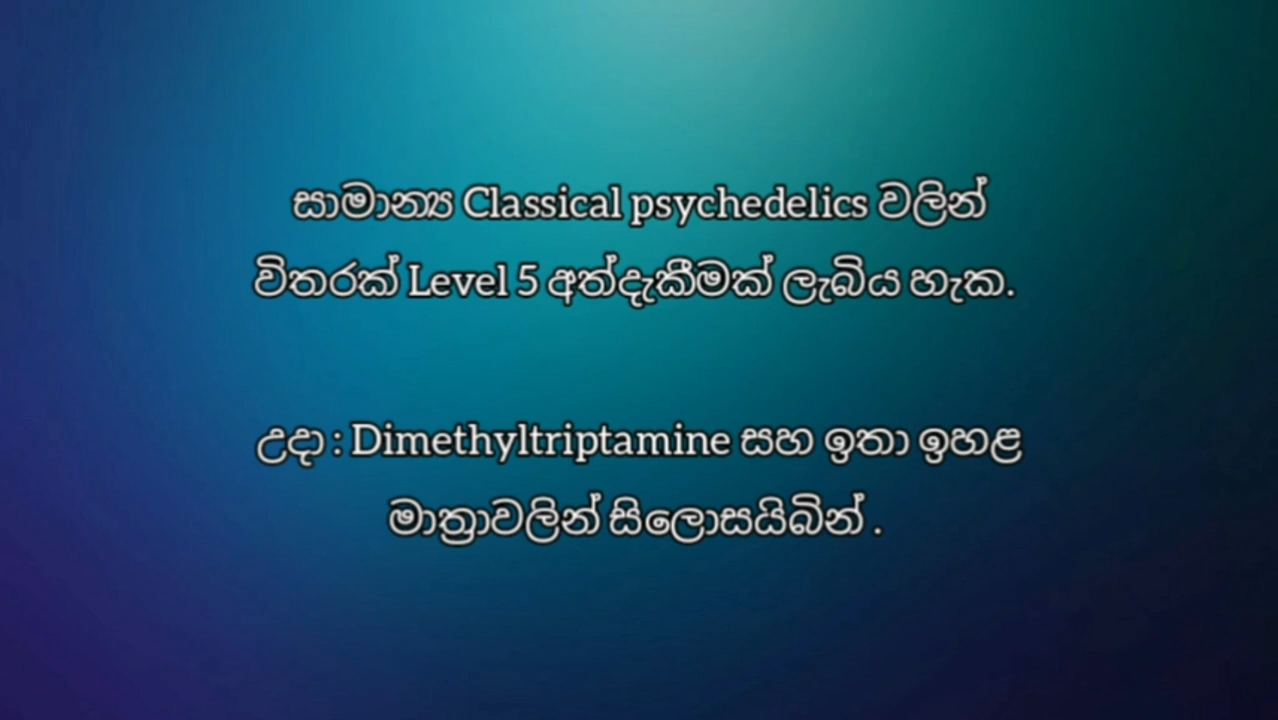 සාමාන්‍ය Classical psychedelics වලින්
විතරක් Level 5 අත්දැකීමක් ලැබිය හැක.
උදා : Dimethyltriptamine සහ ඉතා ඉහළ
මාත්‍රාවලින් සිලොසයිබින් .